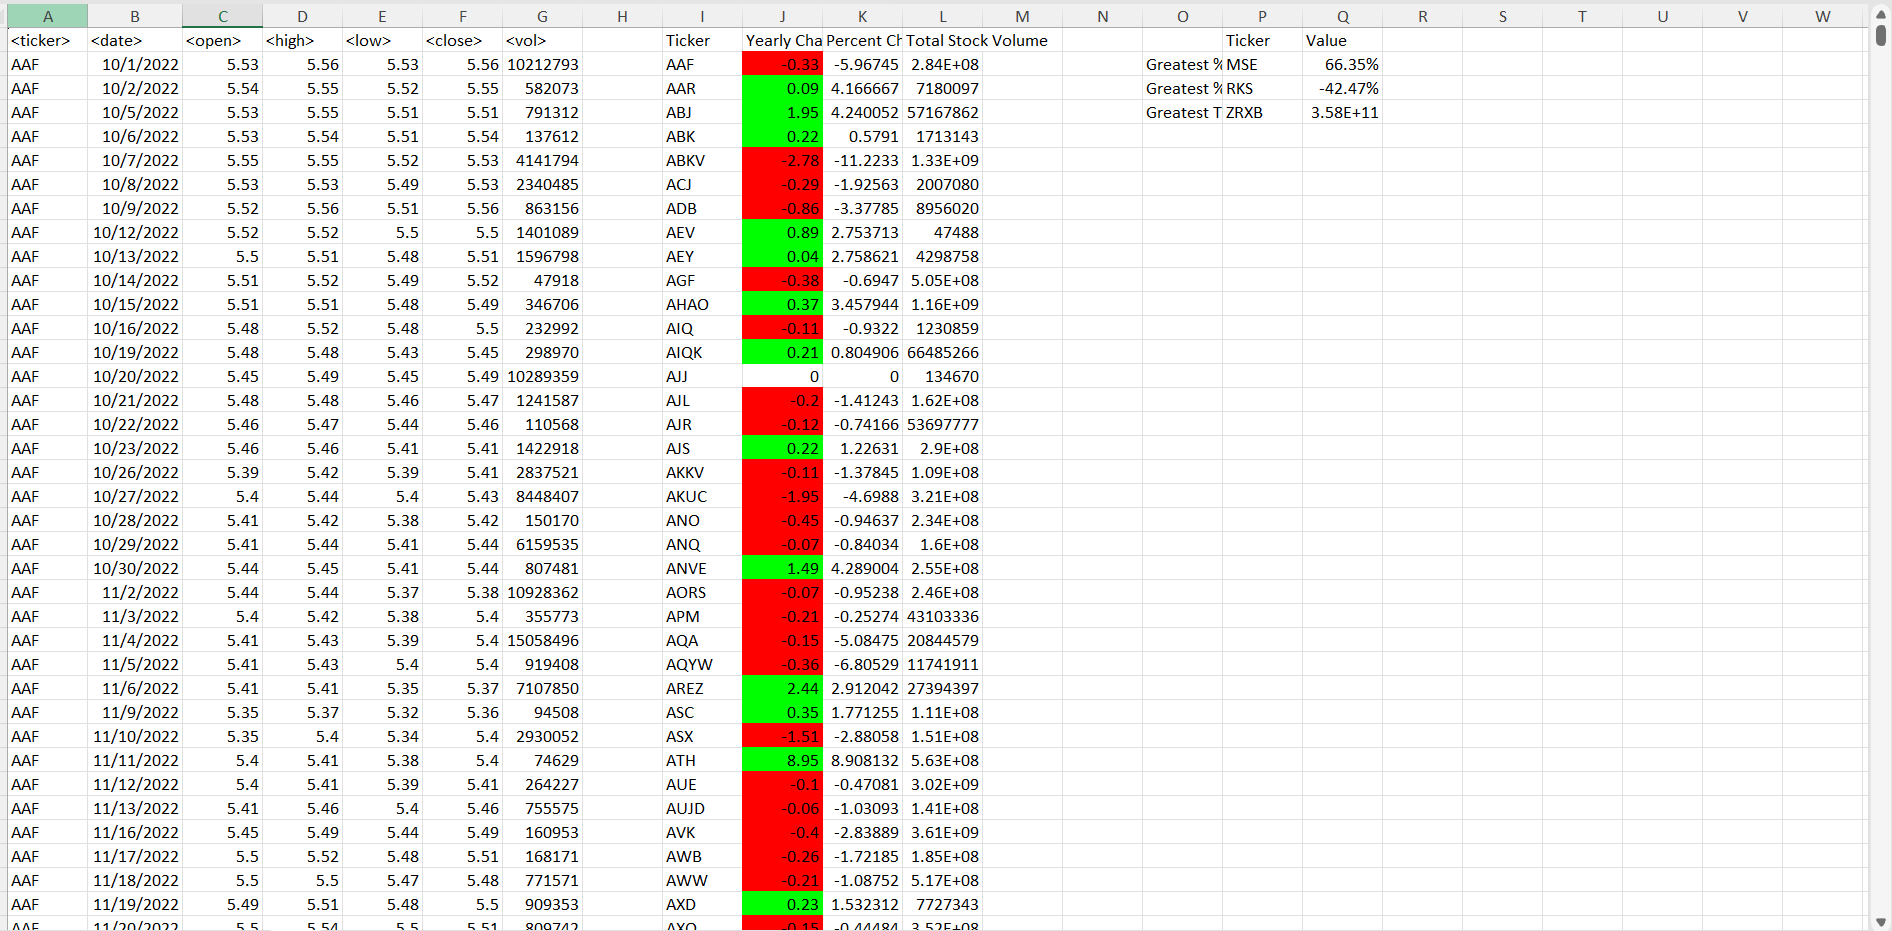 A B C D E F G H I J K L M N O P Q R S T U V W
<ticker> <date> <open> <high> <low> <close> <vol> Ticker Yearly Cha Percent Ch Total Stock Volume Ticker Value
AAF 10/1/2022 5.53 5.56 5.53 5.56 10212793 AAF -0.33 -5.96745 2.84E+08 Greatest % MSE 66.35%
AAF 10/2/2022 5.54 5.55 5.52 5.55 582073 AAR 0.09 4.166667 7180097 Greatest % RKS -42.47%
AAF 10/5/2022 5.53 5.55 5.51 5.51 791312 ABJ 1.95 4.240052 57167862 Greatest T ZRXB 3.58E+11
AAF 10/6/2022 5.53 5.54 5.51 5.54 137612 ABK 0.22 0.5791 1713143
AAF 10/7/2022 5.55 5.55 5.52 5.53 4141794 ABKV -2.78 -11.2233 1.33E+09
AAF 10/8/2022 5.53 5.53 5.49 5.53 2340485 ACJ -0.29 -1.92563 2007080
AAF 10/9/2022 5.52 5.56 5.51 5.56 863156 ADB -0.86 -3.37785 8956020
AAF 10/12/2022 5.52 5.52 5.5 5.5 1401089 AEV 0.89 2.753713 47488
AAF 10/13/2022 5.5 5.51 5.48 5.51 1596798 AEY 0.04 2.758621 4298758
AAF 10/14/2022 5.51 5.52 5.49 5.52 47918 AGF -0.38 -0.6947 5.05E+08
AAF 10/15/2022 5.51 5.51 5.48 5.49 346706 AHAO 0.37 3.457944 1.16E+09
AAF 10/16/2022 5.48 5.52 5.48 5.5 232992 AIQ -0.11 -0.9322 1230859
AAF 10/19/2022 5.48 5.48 5.43 5.45 298970 AIQK 0.21 0.804906 66485266
AAF 10/20/2022 5.45 5.49 5.45 5.49 10289359 AJJ 0 0 134670
AAF 10/21/2022 5.48 5.48 5.46 5.47 1241587 AJL -0.2 -1.41243 1.62E+08
AAF 10/22/2022 5.46 5.47 5.44 5.46 110568 AJR -0.12 -0.74166 53697777
AAF 10/23/2022 5.46 5.46 5.41 5.41 1422918 AJS 0.22 1.22631 2.9E+08
AAF 10/26/2022 5.39 5.42 5.39 5.41 2837521 AKKV -0.11 -1.37845 1.09E+08
AAF 10/27/2022 5.4 5.44 5.4 5.43 8448407 AKUC -1.95 -4.6988 3.21E+08
AAF 10/28/2022 5.41 5.42 5.38 5.42 150170 ANO -0.45 -0.94637 2.34E+08
AAF 10/29/2022 5.41 5.44 5.41 5.44 6159535 ANQ -0.07 -0.84034 1.6E+08
AAF 10/30/2022 5.44 5.45 5.41 5.44 807481 ANVE 1.49 4.289004 2.55E+08
AAF 11/2/2022 5.44 5.44 5.37 5.38 10928362 AORS -0.07 -0.95238 2.46E+08
AAF 11/3/2022 5.4 5.42 5.38 5.4 355773 APM -0.21 -0.25274 43103336
AAF 11/4/2022 5.41 5.43 5.39 5.4 15058496 AQA -0.15 -5.08475 20844579
AAF 11/5/2022 5.41 5.43 5.4 5.4 919408 AQYW -0.36 -6.80529 11741911
AAF 11/6/2022 5.41 5.41 5.35 5.37 7107850 AREZ 2.44 2.912042 27394397
AAF 11/9/2022 5.35 5.37 5.32 5.36 94508 ASC 0.35 1.771255 1.11E+08
AAF 11/10/2022 5.35 5.4 5.34 5.4 2930052 ASX -1.51 -2.88058 1.51E+08
AAF 11/11/2022 5.4 5.41 5.38 5.4 74629 ATH 8.95 8.908132 5.63E+08
AAF 11/12/2022 5.4 5.41 5.39 5.41 264227 AUE -0.1 -0.47081 3.02E+09
AAF 11/13/2022 5.41 5.46 5.4 5.46 755575 AUJD -0.06 -1.03093 1.41E+08
AAF 11/16/2022 5.45 5.49 5.44 5.49 160953 AVK -0.4 -2.83889 3.61E+09
AAF 11/17/2022 5.5 5.52 5.48 5.51 168171 AWB -0.26 -1.72185 1.85E+08
AAF 11/18/2022 5.5 5.5 5.47 5.48 771571 AWW -0.21 -1.08752 5.17E+08
AAF 11/19/2022 5.49 5.51 5.48 5.5 909353 AXD 0.23 1.532312 7727343
AAF 11/20/2022 5.5 5.54 5.5 5.51 809742 AXO -0.15 -0.44484 3.52E+08